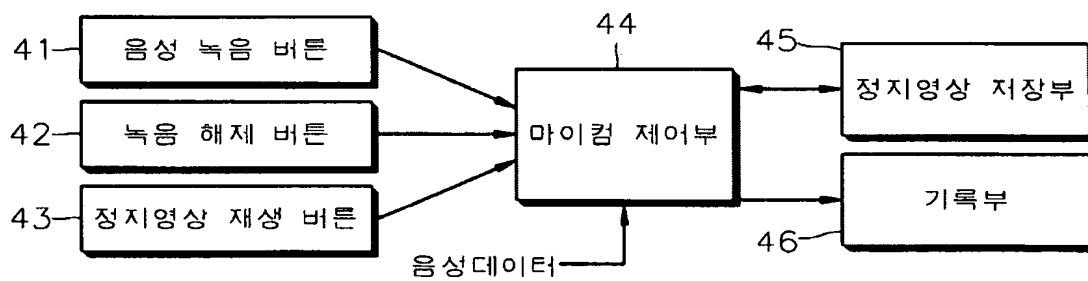 41
음성 녹음 버튼
42
녹음 해제 버튼
43
정지영상 재생 버튼
44
마이컴 제어부
음성데이터
45
정지영상 저장부
기록부
46